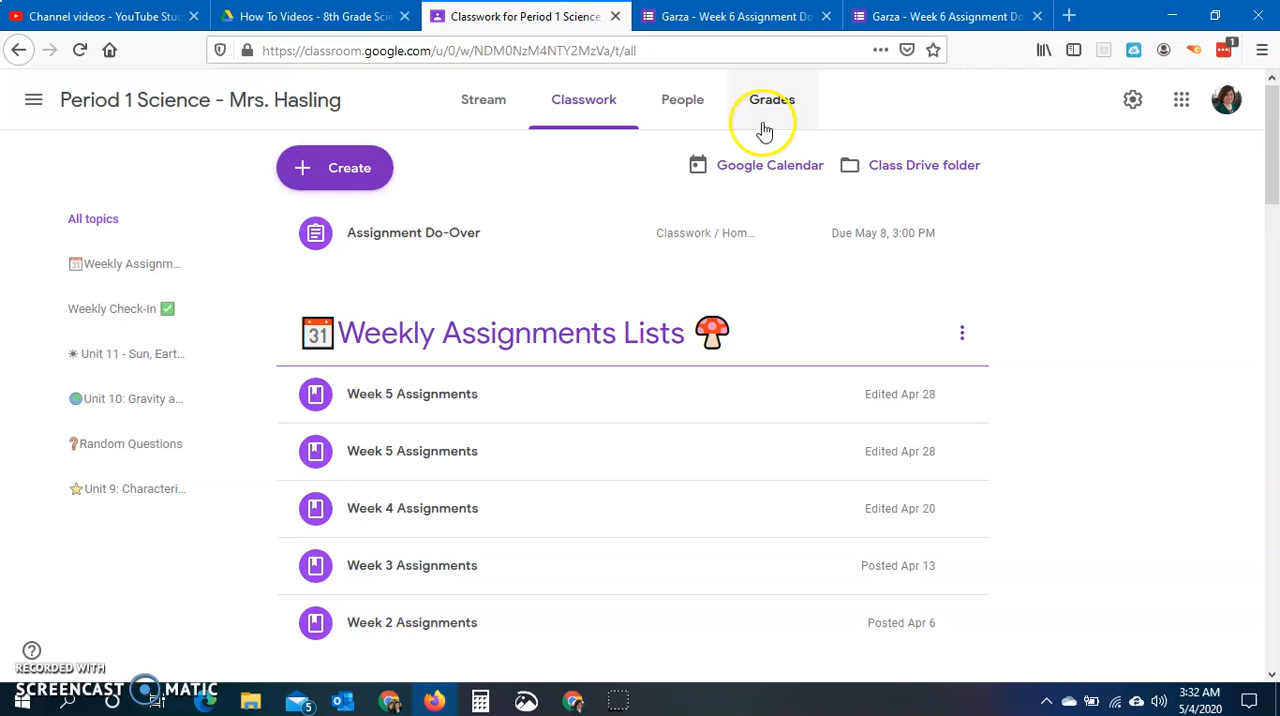 Channel videos - YouTube Stu
How To Videos - 8th Grade Scie
Classwork for Period 1 Science
Garza - Week 6 Assignment Do
Garza - Week 6 Assignment Do
https://classroom.google.com/u/0/w/NDM0NzM4NTY2MzVa/t/all
1
Period 1 Science - Mrs. Hasling
Stream
Classwork
People
Grades
Create
Google Calendar
Class Drive folder
All topics
Weekly Assignm...
Weekly Check-In ✅
☀ Unit 11 - Sun, Eart...
Unit 10: Gravity a...
❓Random Questions
⭐Unit 9: Characteri...
Assignment Do-Over
Classwork / Hom...
Due May 8, 3:00 PM
31
Weekly Assignments Lists
Week 5 Assignments
Edited Apr 28
Week 5 Assignments
Edited Apr 28
Week 4 Assignments
Edited Apr 20
Week 3 Assignments
Posted Apr 13
Week 2 Assignments
Posted Apr 6
RECORDED WITH
SCREENCAST MATIC
5
3:32 AM
5/4/2020